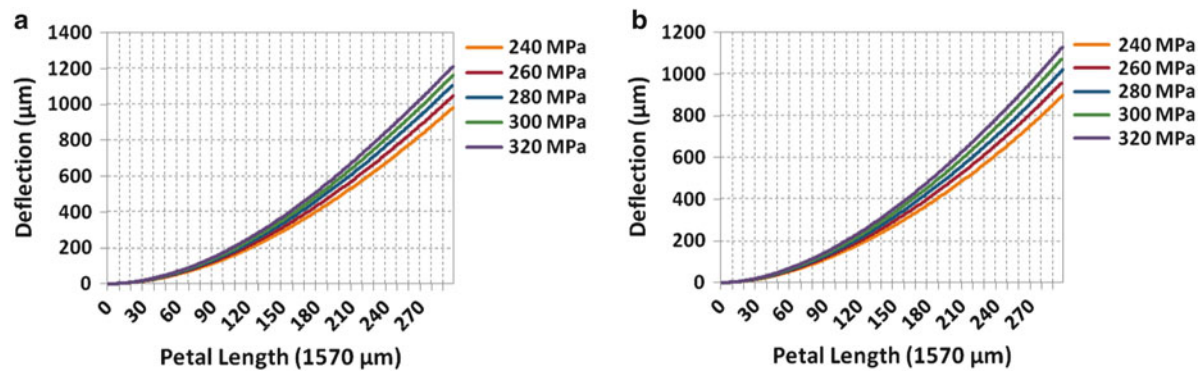 a
1400
1200
1000
800
600
400
200
0
Deflection (µm)
0 30 60 90 120 150 180 210 240 270
Petal Length (1570 µm)
240 MPa
260 MPa
280 MPa
300 MPa
320 MPa
b
1200
1000
800
600
400
200
0
Deflection (µm)
0 30 60 90 120 150 180 210 240 270
Petal Length (1570 µm)
240 MPa
260 MPa
280 MPa
300 MPa
320 MPa